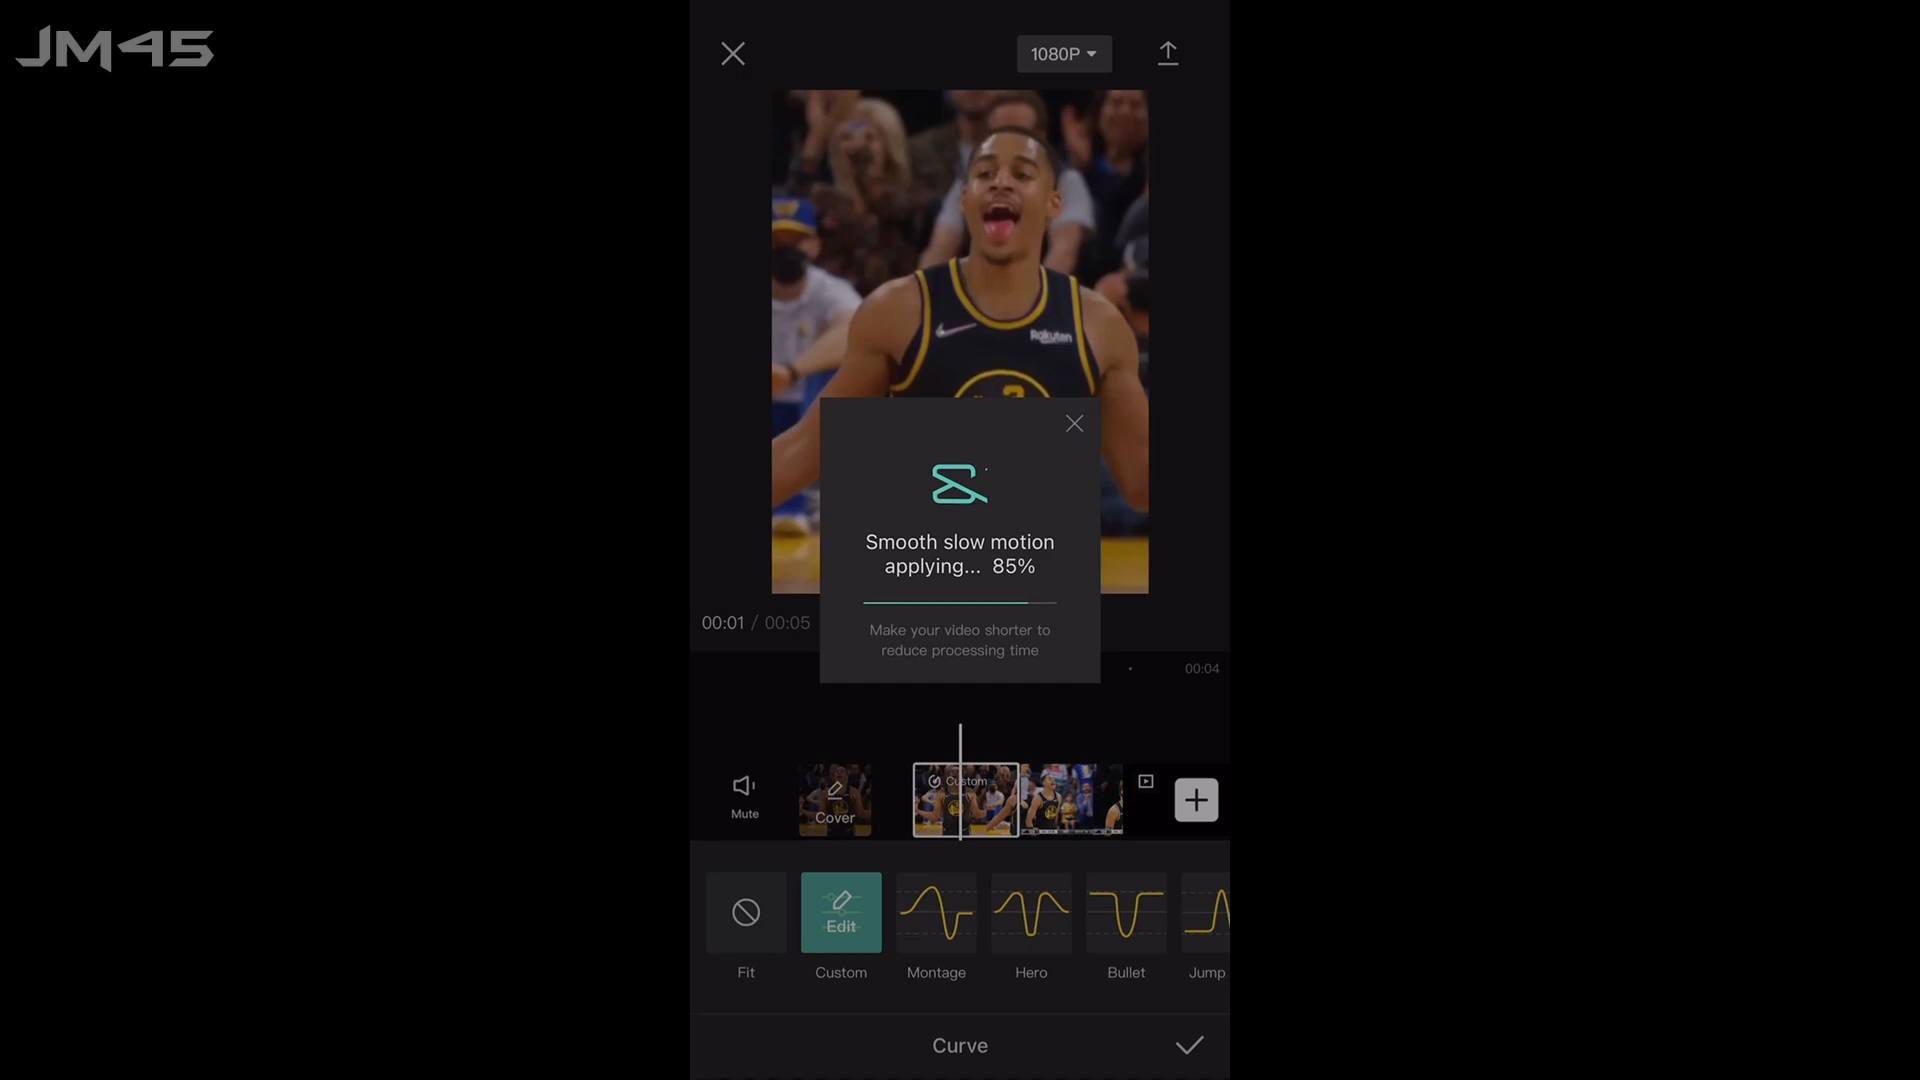 JM45
1080P
Rakuten
Smooth slow motion
applying... 85%
Make your video shorter to
reduce processing time
00:01 / 00:05
00:04
Mute
Cover
Custom
Edit
Fit
Custom
Montage
Hero
Bullet
Jump
Curve